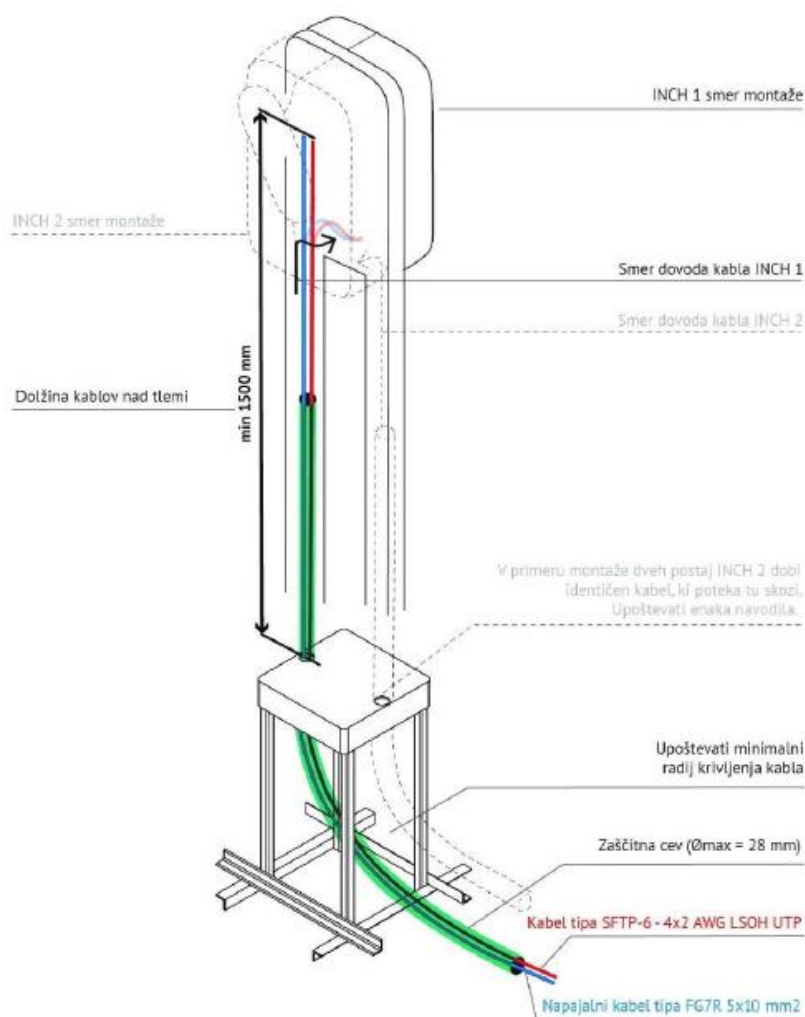 INCH 1 smer montaže
INCH 2 smer montaže
Smer dovoda kabla INCH 1
Smer dovoda kabla INCH 2
Dolžina kablov nad tlemi
min 1500 mm
V primeru montaže dveh postaj INCH 2 dobi
identičen kabel, ki poteka tu skozi.
Upoštevati enaka navodila.
Upoštevati minimalni
radij krivljenja kabla
Zaščitna cev (Ømax = 28 mm)
Kabel tipa SFTP-6 - 4x2 AWG LSOH UTP
Napajalni kabel tipa FG7R 5x10 mm2